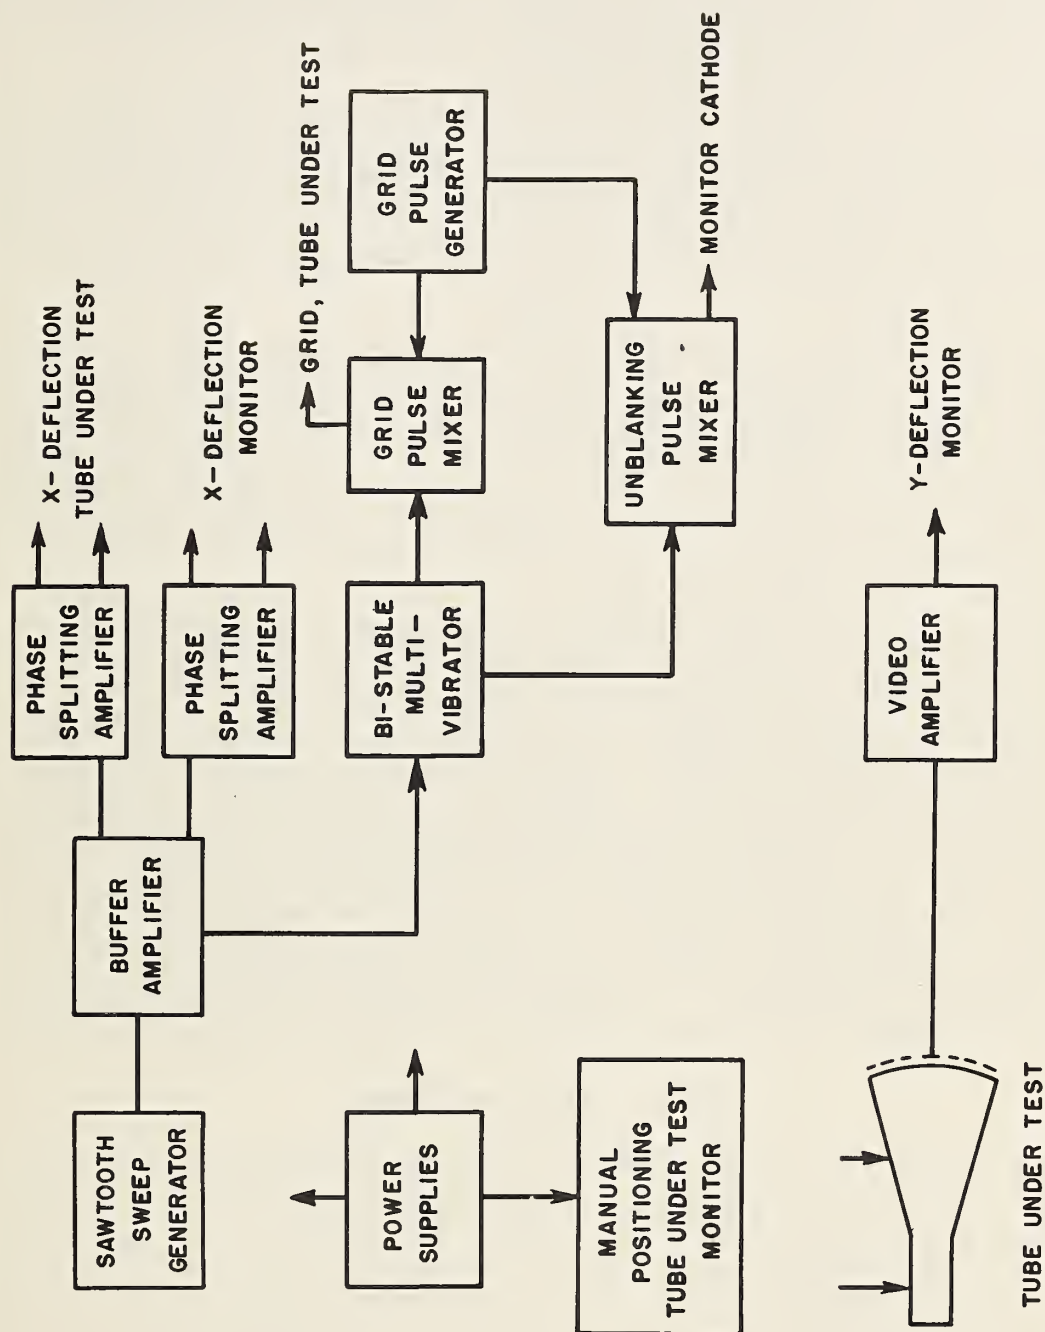 SAWTOOTH
SWEEP
GENERATOR
BUFFER
AMPLIFIER
PHASE
SPLITTING
AMPLIFIER
X-DEFLECTION
TUBE UNDER TEST
PHASE
SPLITTING
AMPLIFIER
X-DEFLECTION
MONITOR
POWER
SUPPLIES
BI-STABLE
MULTI-
VIBRATOR
GRID
PULSE
MIXER
GRID, TUBE UNDER TEST
GRID
PULSE
GENERATOR
MANUAL
POSITIONING
TUBE UNDER TEST
MONITOR
UNBLANKING
PULSE
MIXER
MONITOR CATHODE
VIDEO
AMPLIFIER
Y-DEFLECTION
MONITOR
TUBE UNDER TEST